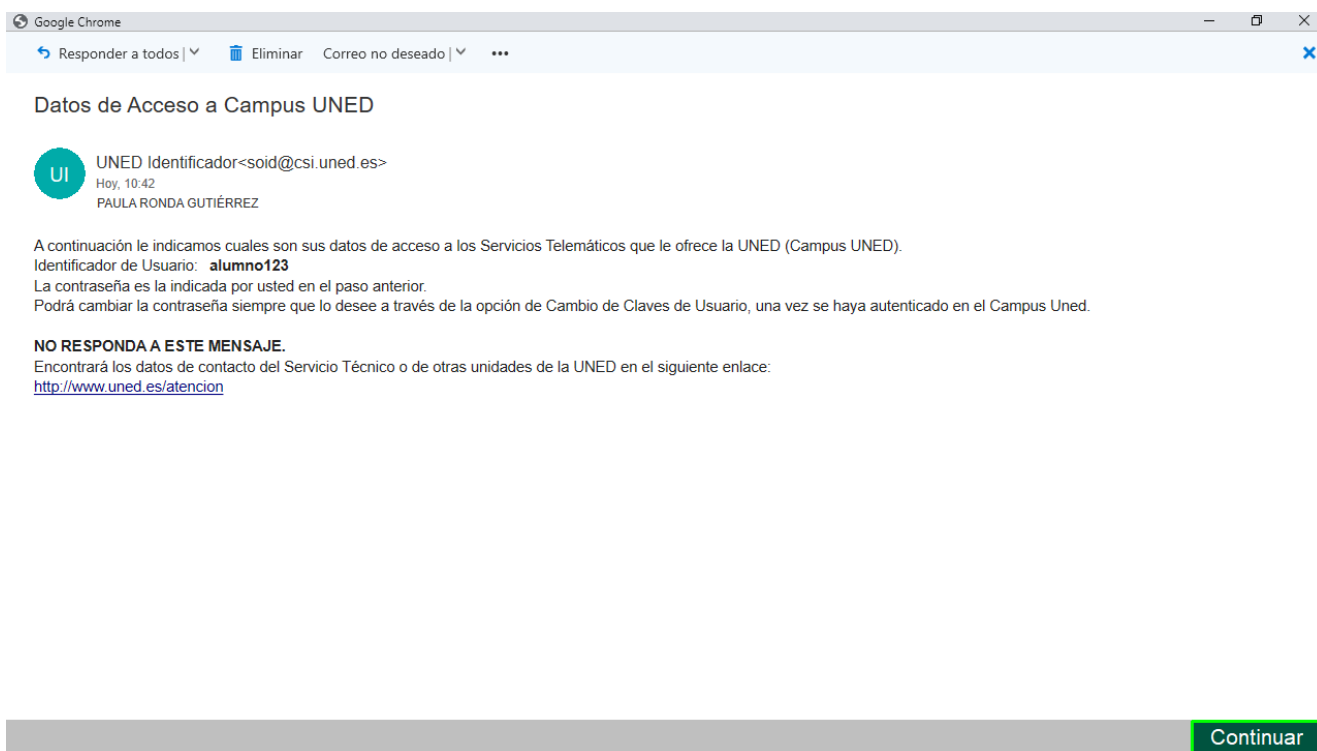 Google Chrome
Responder a todos | Eliminar Correo no deseado | •••
Datos de Acceso a Campus UNED
UI
UNED Identificador<soid@csi.uned.es>
Hoy, 10:42
PAULA RONDA GUTIÉRREZ
A continuación le indicamos cuales son sus datos de acceso a los Servicios Telemáticos que le ofrece la UNED (Campus UNED).
Identificador de Usuario: alumno123
La contraseña es la indicada por usted en el paso anterior.
Podrá cambiar la contraseña siempre que lo desee a través de la opción de Cambio de Claves de Usuario, una vez se haya autenticado en el Campus Uned.
NO RESPONDA A ESTE MENSAJE.
Encontrará los datos de contacto del Servicio Técnico o de otras unidades de la UNED en el siguiente enlace:
http://www.uned.es/atencion
Continuar